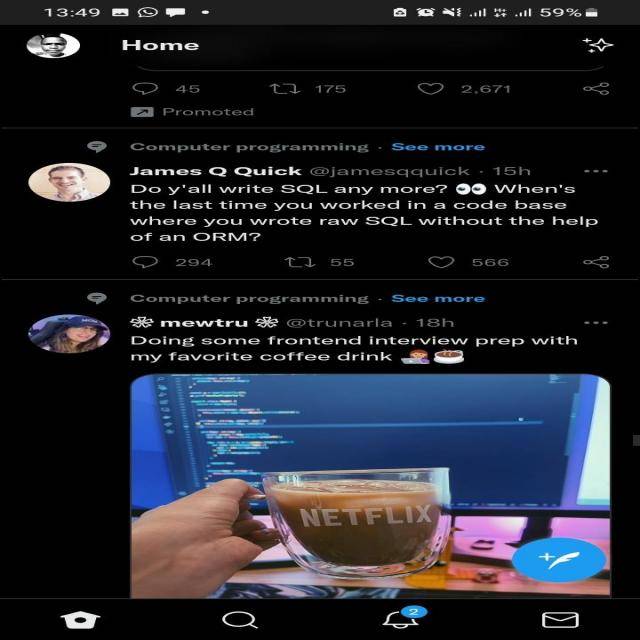 13:49
59%
Home
45 175 2,671
Promoted
Computer programming · See more
James Q Quick @jamesqquick · 15h
Do y'all write SQL any more? 👀 When's
the last time you worked in a code base
where you wrote raw SQL without the help
of an ORM?
294 55 566
Computer programming · See more
mewtru @trunarla · 18h
Doing some frontend interview prep with
my favorite coffee drink
NETFLIX
2